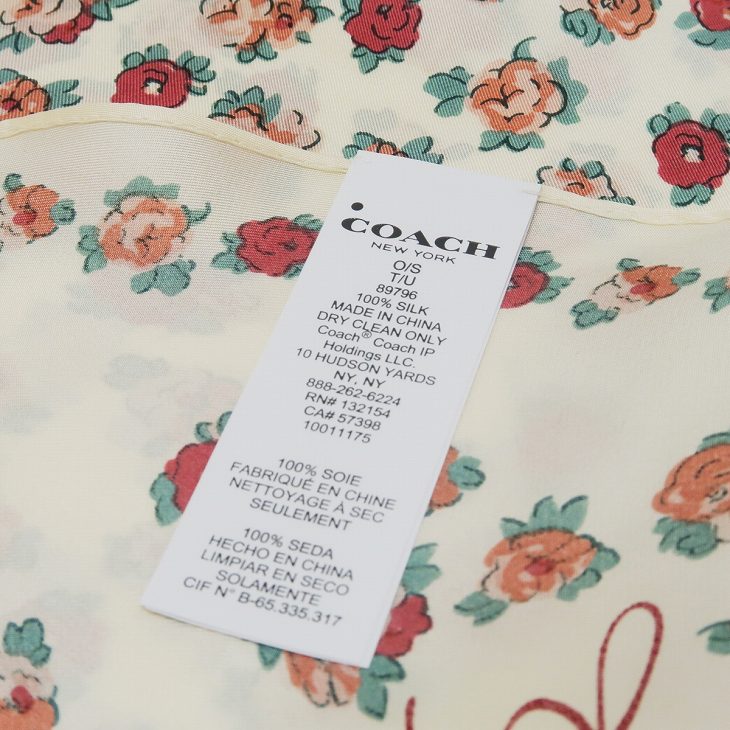 COACH
NEW YORK
O/S
T/U
89796
100% SILK
MADE IN CHINA
DRY CLEAN ONLY
Coach® Coach IP
Holdings LLC.
10 HUDSON YARDS
NY, NY
888-262-6224
RN# 132154
CA# 57398
10011175
100% SOIE
FABRIQUÉ EN CHINE
NETTOYAGE À SEC
SEULEMENT
100% SEDA
HECHO EN CHINA
LIMPIAR EN SECO
SOLAMENTE
CIF N° B-65.335.317